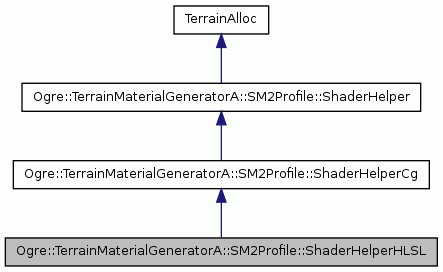 TerrainAlloc
Ogre::TerrainMaterialGeneratorA::SM2Profile::ShaderHelper
Ogre::TerrainMaterialGeneratorA::SM2Profile::ShaderHelperCg
Ogre::TerrainMaterialGeneratorA::SM2Profile::ShaderHelperHLSL